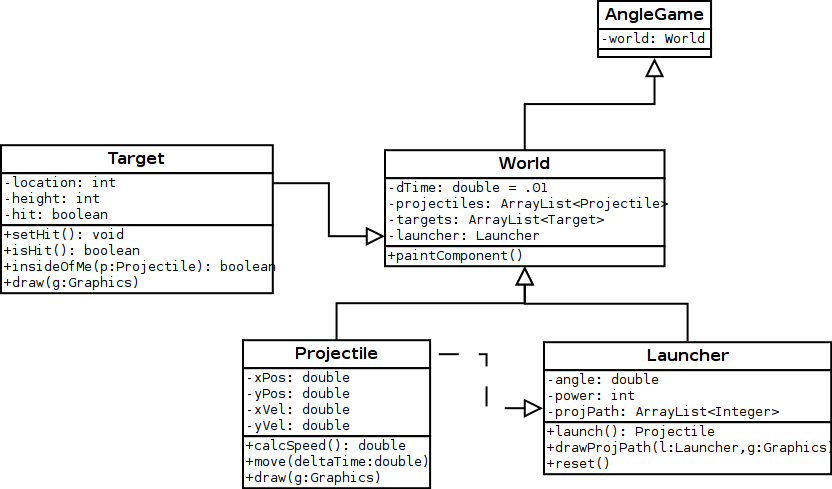 AngleGame
-world: World
Target
-location: int
-height: int
-hit: boolean
+setHit(): void
+isHit(): boolean
+insideOfMe(p:Projectile): boolean
+draw(g:Graphics)
World
-dTime: double = .01
-projectiles: ArrayList<Projectile>
-targets: ArrayList<Target>
-launcher: Launcher
+paintComponent()
Projectile
-xPos: double
-yPos: double
-xVel: double
-yVel: double
+calcSpeed(): double
+move(deltaTime:double)
+draw(g:Graphics)
Launcher
-angle: double
-power: int
-projPath: ArrayList<Integer>
+launch(): Projectile
+drawProjPath(l:Launcher,g:Graphics)
+reset()